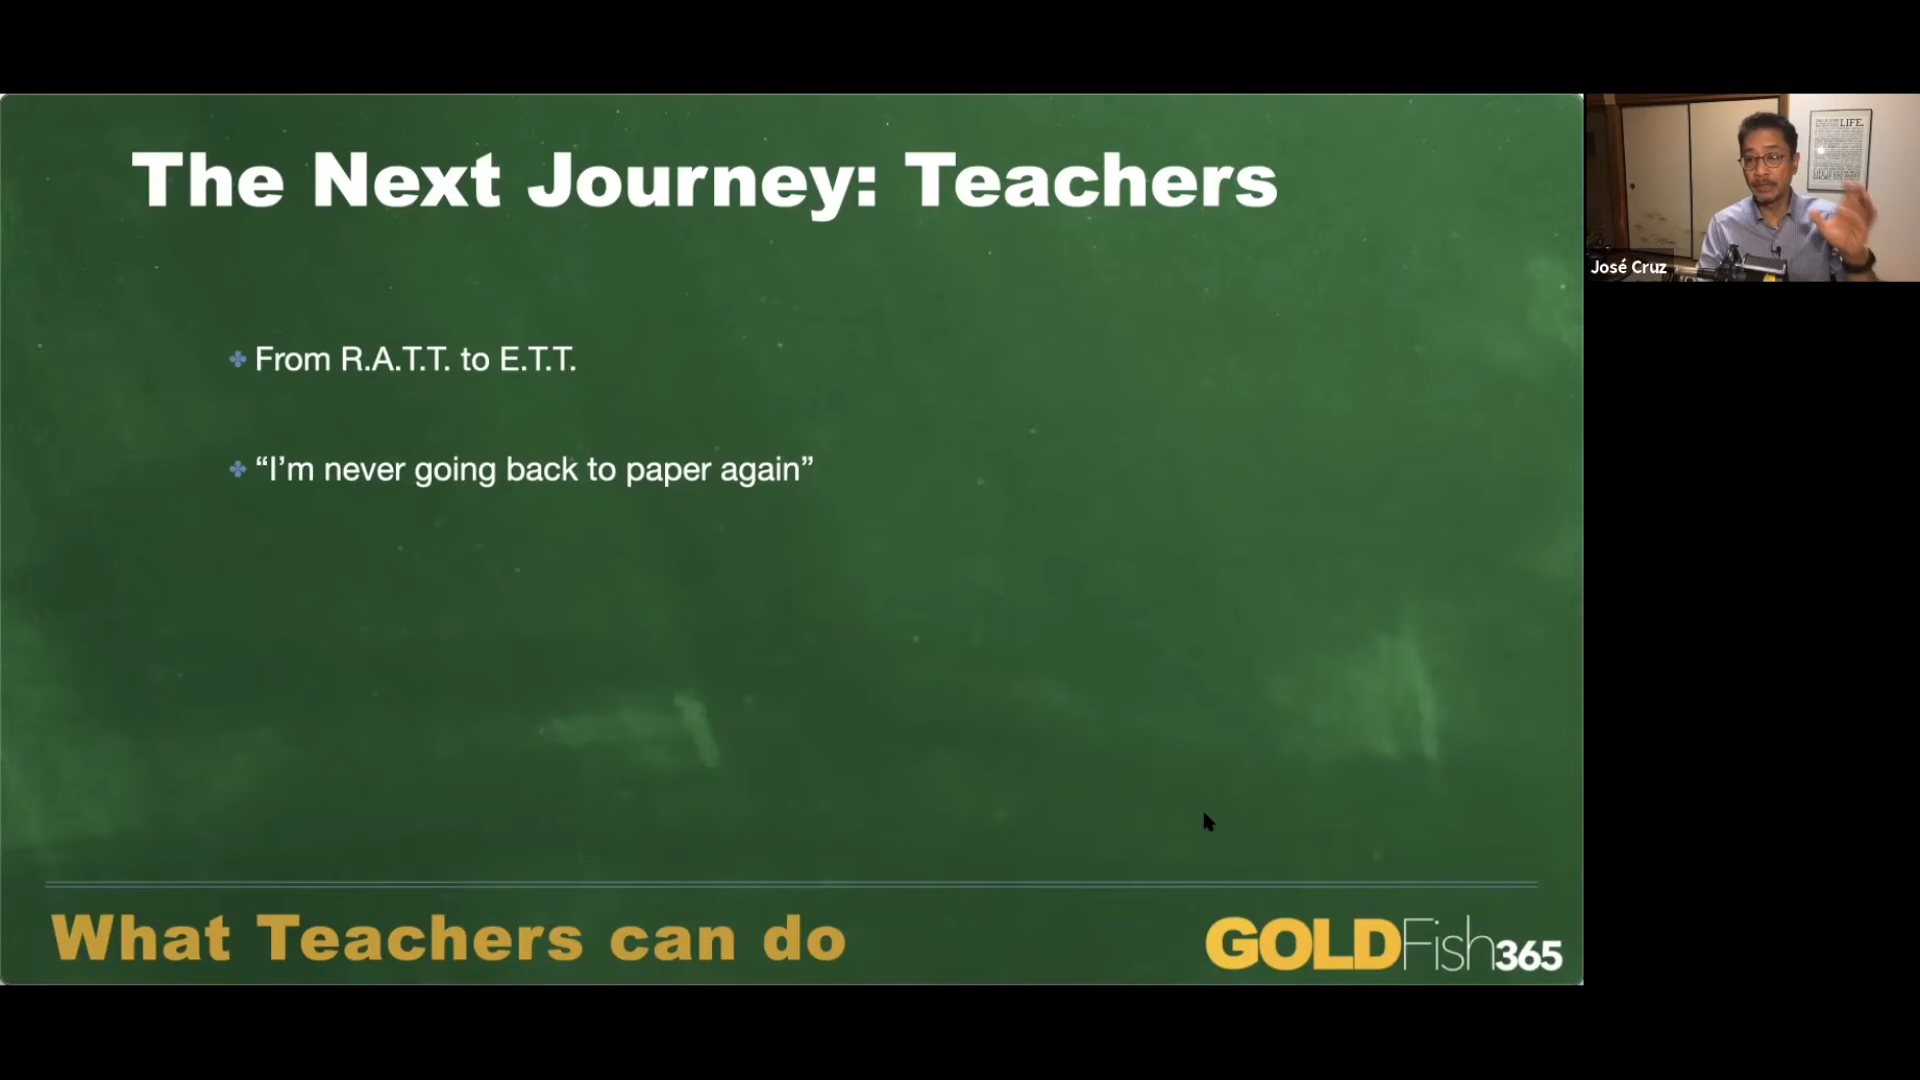 The Next Journey: Teachers
From R.A.T.T. to E.T.T.
“I’m never going back to paper again”
What Teachers can do
GOLDFish365
José Cruz
LIFE.